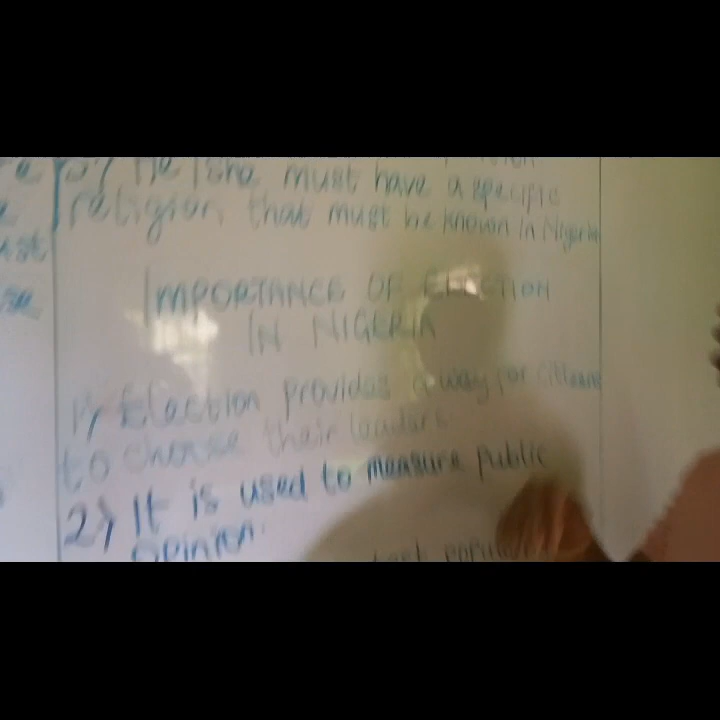 5) He/she must have a specific
religion that must be known in Nigeria
IMPORTANCE OF ELECTION
IN NIGERIA
1) Election provides a way for citizens
to choose their leaders
2) It is used to measure public
opinion.